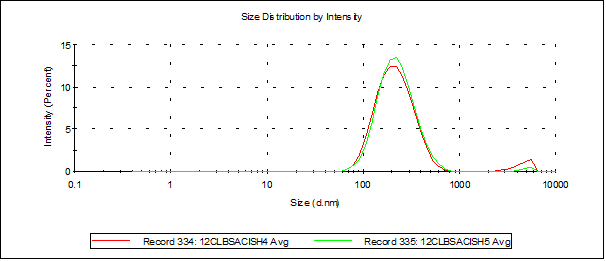 Size Distribution by Intensity
15
10
5
0
Intensity (Percent)
0.1 1 10 100 1000 10000
Size (d.nm)
Record 334: 12CLBSACISH4 Avg Record 335: 12CLBSACISH5 Avg